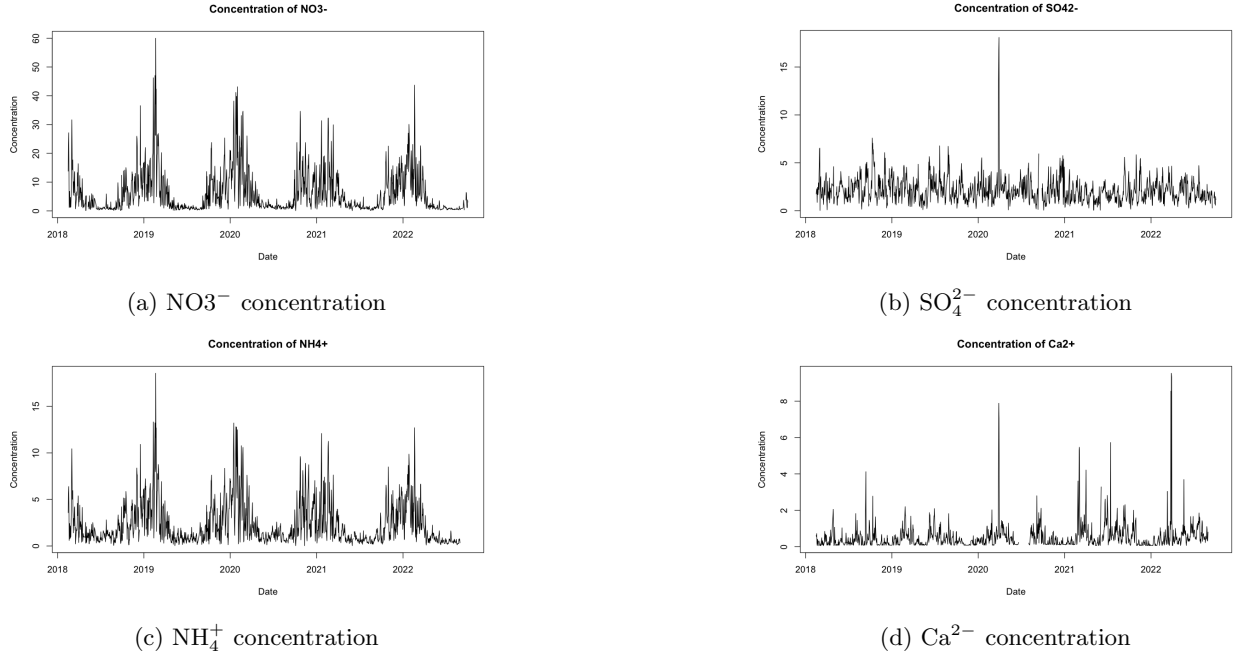 Concentration of NO3-
Concentration
60
50
40
30
20
10
0
2018 2019 2020 2021 2022
Date
(a) NO3⁻ concentration
Concentration of SO42-
Concentration
15
10
5
0
2018 2019 2020 2021 2022
Date
(b) SO₄²⁻ concentration
Concentration of NH4+
Concentration
15
10
5
0
2018 2019 2020 2021 2022
Date
(c) NH₄⁺ concentration
Concentration of Ca2+
Concentration
8
6
4
2
0
2018 2019 2020 2021 2022
Date
(d) Ca²⁻ concentration